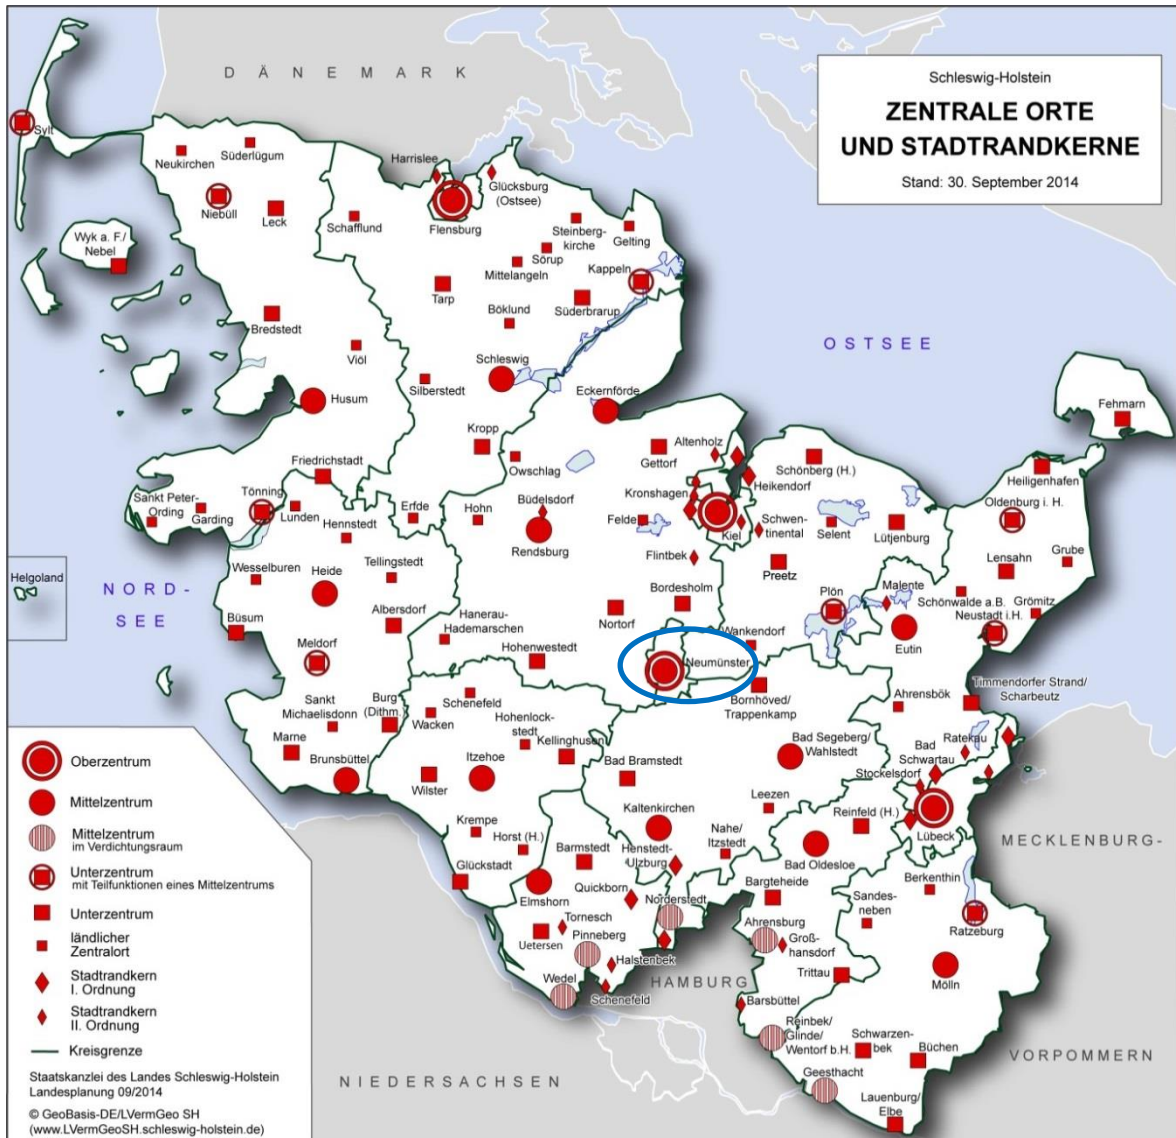 Schleswig-Holstein
ZENTRALE ORTE
UND STADTRANDKERNE
Stand: 30. September 2014
DÄNEMARK
Sylt
Neukirchen
Süderlügum
Harrislee
Glücksburg
(Ostsee)
Niebüll
Leck
Schafflund
Flensburg
Steinberg-
kirche
Gelting
Wyk a. F./
Nebel
Sörup
Mittelangeln
Kappeln
Tarp
Süderbrarup
Böklund
Bredstedt
Viöl
OSTSEE
Schleswig
Silberstedt
Eckernförde
Husum
Fehmarn
Kropp
Owschlag
Gettorf
Altenholz
Schönberg (H.)
Heiligenhafen
Friedrichstadt
Heikendorf
Kronshagen
Sankt Peter-
Ording
Garding
Tönning
Lunden
Hennstedt
Erfde
Hohn
Büdelsdorf
Rendsburg
Felde
Kiel
Schwen-
tinental
Selent
Lütjenburg
Oldenburg i. H.
Flintbek
Preetz
Lensahn
Grube
Helgoland
NORD-
SEE
Wesselburen
Heide
Tellingstedt
Bordesholm
Plön
Malente
Schönwalde a.B.
Grömitz
Neustadt i.H.
Büsum
Albersdorf
Hanerau-
Hademarschen
Nortorf
Wankendorf
Eutin
Meldorf
Hohenwestedt
Neumünster
Bornhöved/
Trappenkamp
Timmendorfer Strand/
Scharbeutz
Ahrensbök
Sankt
Michaelisdonn
Burg
(Dithm.)
Schenefeld
Wacken
Hohenlock-
stedt
Kellinghusen
Marne
Brunsbüttel
Itzehoe
Wilster
Bad Bramstedt
Bad Segeberg/
Wahlstedt
Ratekau
Bad
Schwartau
Stockelsdorf
Leezen
Kaltenkirchen
Krempe
Horst (H.)
Reinfeld (H.)
Lübeck
MECKLENBURG-
Nahe/
Itzstedt
Barmstedt
Henstedt-
Ulzburg
Bad Oldesloe
Glückstadt
Elmshorn
Quickborn
Norderstedt
Bargteheide
Berkenthin
Sandes-
neben
Ratzeburg
Ahrensburg
Groß-
hansdorf
Tornesch
Uetersen
Pinneberg
Halstenbek
Wedel
Schenefeld
HAMBURG
Trittau
Mölln
Barsbüttel
Reinbek/
Glinde/
Wentorf b.H.
Schwarzen-
bek
Büchen
VORPOMMERN
Geesthacht
Lauenburg/
Elbe
NIEDERSACHSEN
Oberzentrum
Mittelzentrum
Mittelzentrum
im Verdichtungsraum
Unterzentrum
mit Teilfunktionen eines Mittelzentrums
Unterzentrum
ländlicher
Zentralort
Stadtrandkern
I. Ordnung
Stadtrandkern
II. Ordnung
Kreisgrenze
Staatskanzlei des Landes Schleswig-Holstein
Landesplanung 09/2014
© GeoBasis-DE/LVermGeo SH
(www.LVermGeoSH.schleswig-holstein.de)